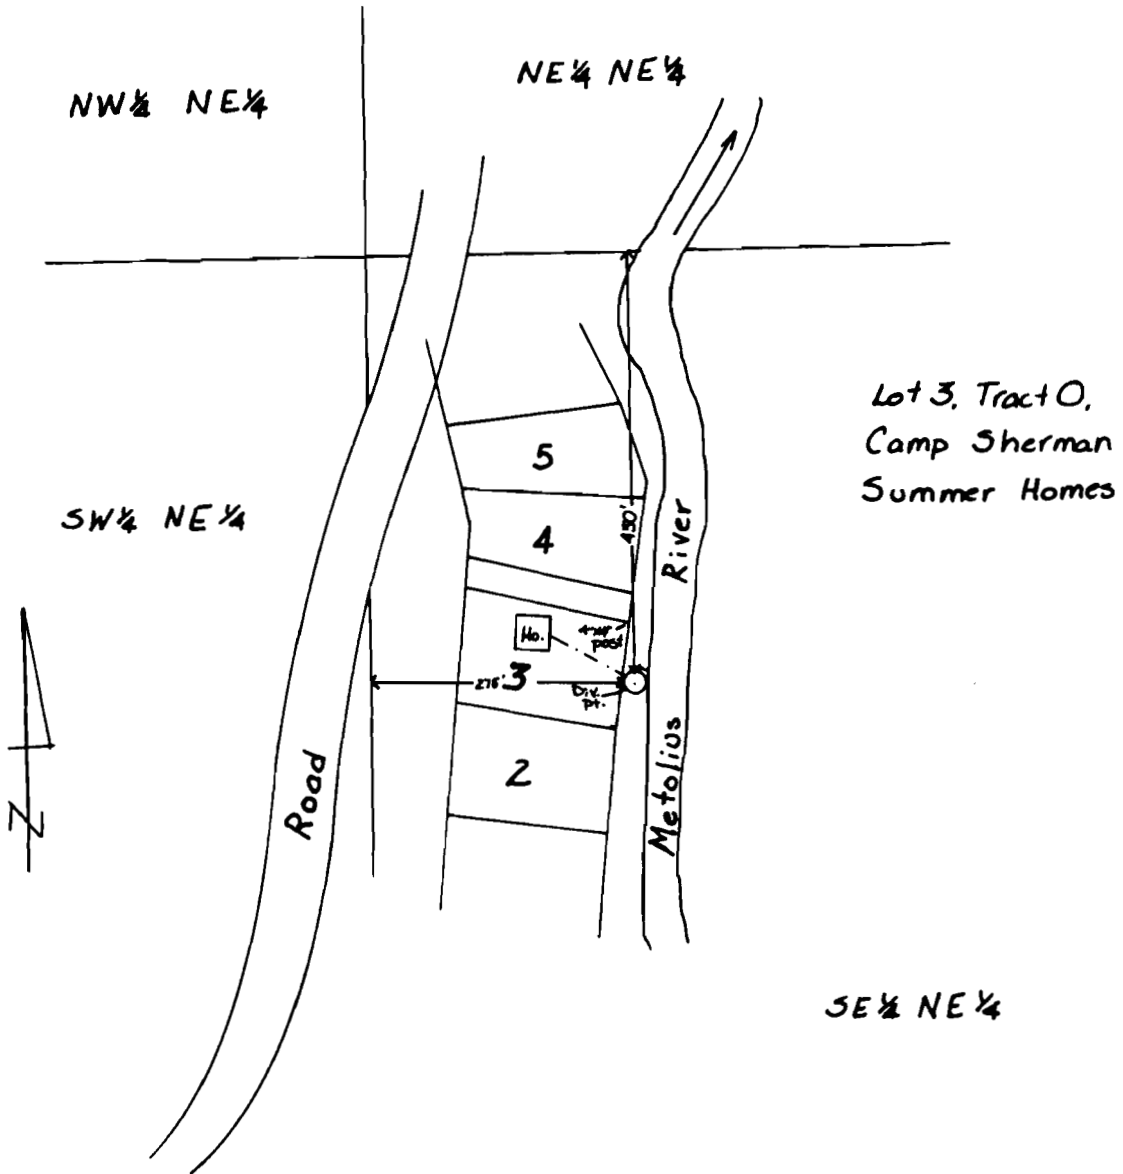 NE¼ NE¼
NW¼ NE¼
Lot 3, Tract O,
Camp Sherman
Summer Homes
5
SW¼ NE¼
4
450'
River
Ho.
post
275'
3
Div.
pt.
2
Road
Metolius
N
SE¼ NE¼